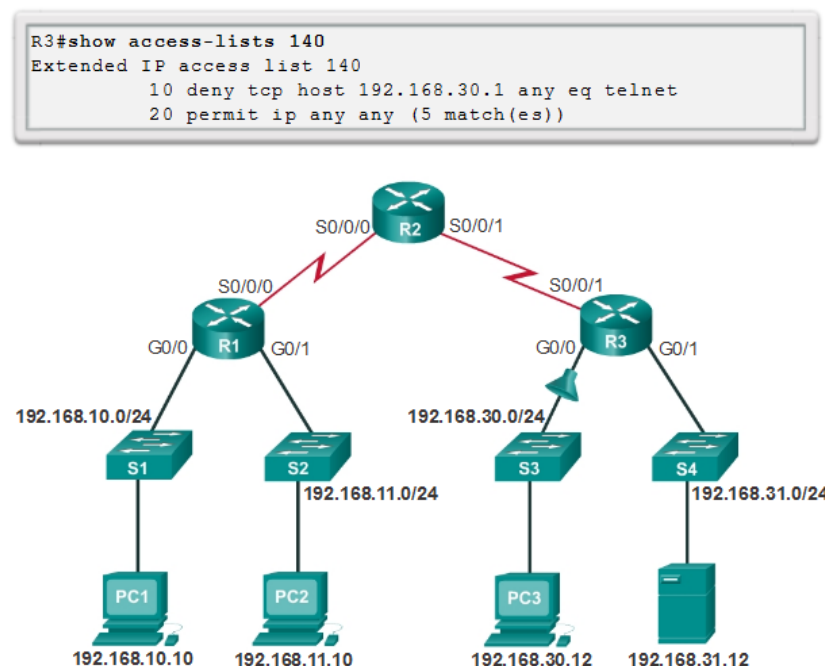 R3#show access-lists 140
Extended IP access list 140
10 deny tcp host 192.168.30.1 any eq telnet
20 permit ip any any (5 match(es))
S0/0/0
R2
S0/0/1
S0/0/0
S0/0/1
G0/0
R1
G0/1
G0/0
R3
G0/1
192.168.10.0/24
192.168.30.0/24
S1
S2
S3
S4
192.168.11.0/24
192.168.31.0/24
PC1
PC2
PC3
192.168.10.10
192.168.11.10
192.168.30.12
192.168.31.12